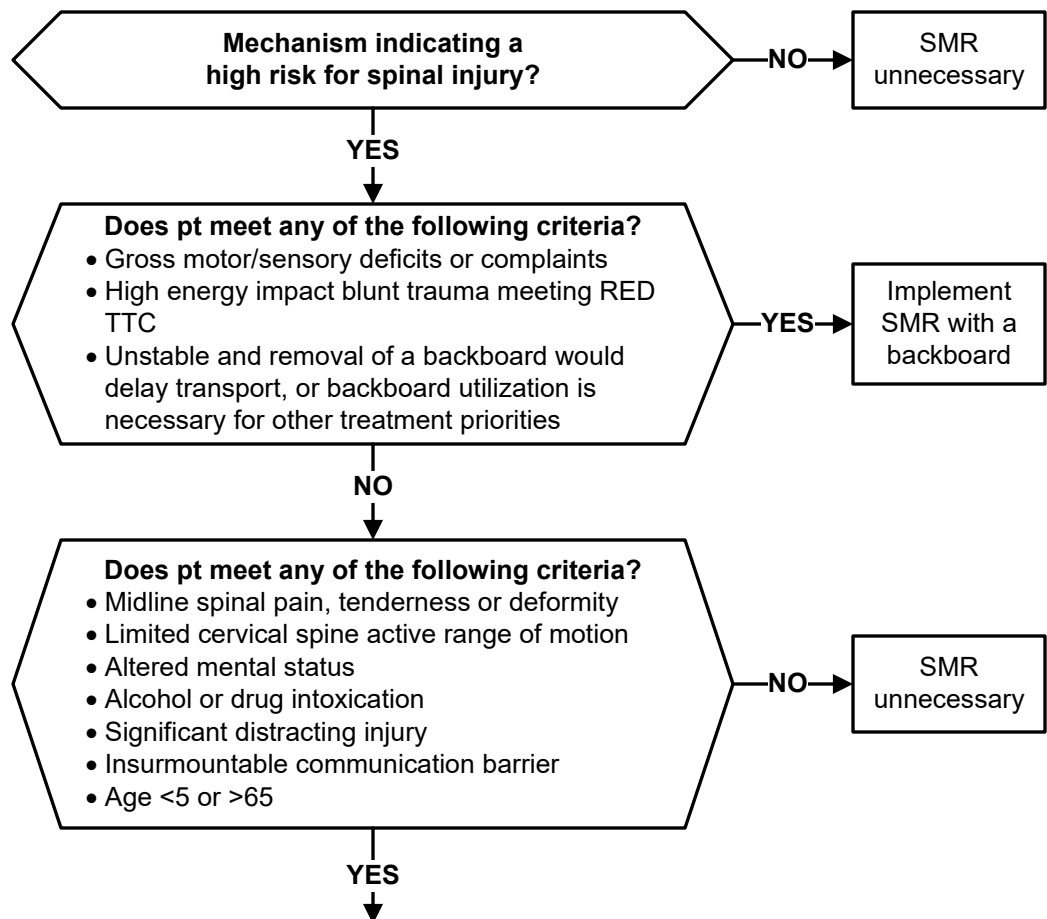 Mechanism indicating a
high risk for spinal injury?
NO
SMR
unnecessary
YES
Does pt meet any of the following criteria?
• Gross motor/sensory deficits or complaints
• High energy impact blunt trauma meeting RED
TTC
• Unstable and removal of a backboard would
delay transport, or backboard utilization is
necessary for other treatment priorities
YES
Implement
SMR with a
backboard
NO
Does pt meet any of the following criteria?
• Midline spinal pain, tenderness or deformity
• Limited cervical spine active range of motion
• Altered mental status
• Alcohol or drug intoxication
• Significant distracting injury
• Insurmountable communication barrier
• Age <5 or >65
NO
SMR
unnecessary
YES